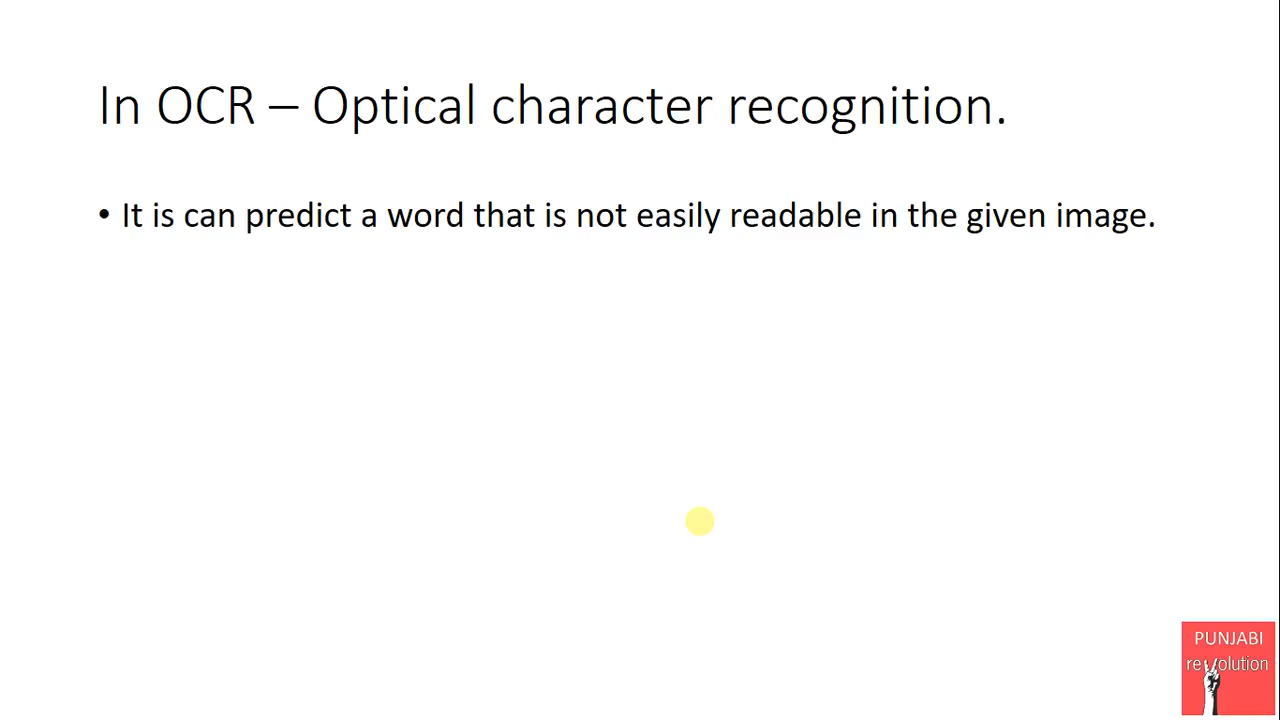 In OCR – Optical character recognition.
• It is can predict a word that is not easily readable in the given image.
PUNJABI
revolution